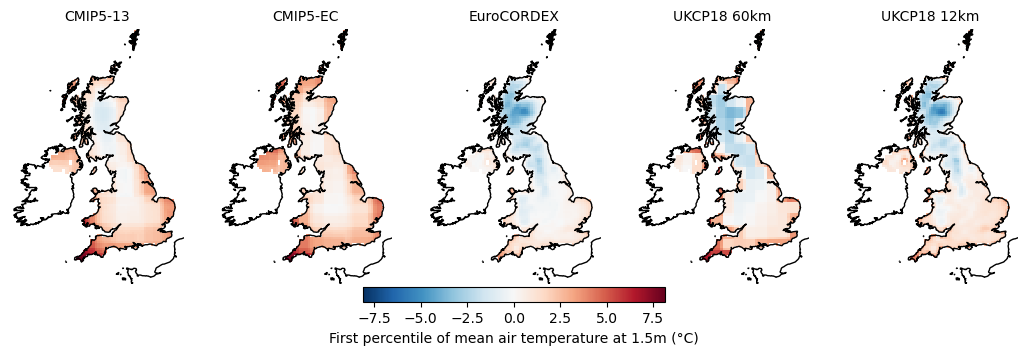 CMIP5-13 CMIP5-EC EuroCORDEX UKCP18 60km UKCP18 12km
−7.5 −5.0 −2.5 0.0 2.5 5.0 7.5
First percentile of mean air temperature at 1.5m (°C)